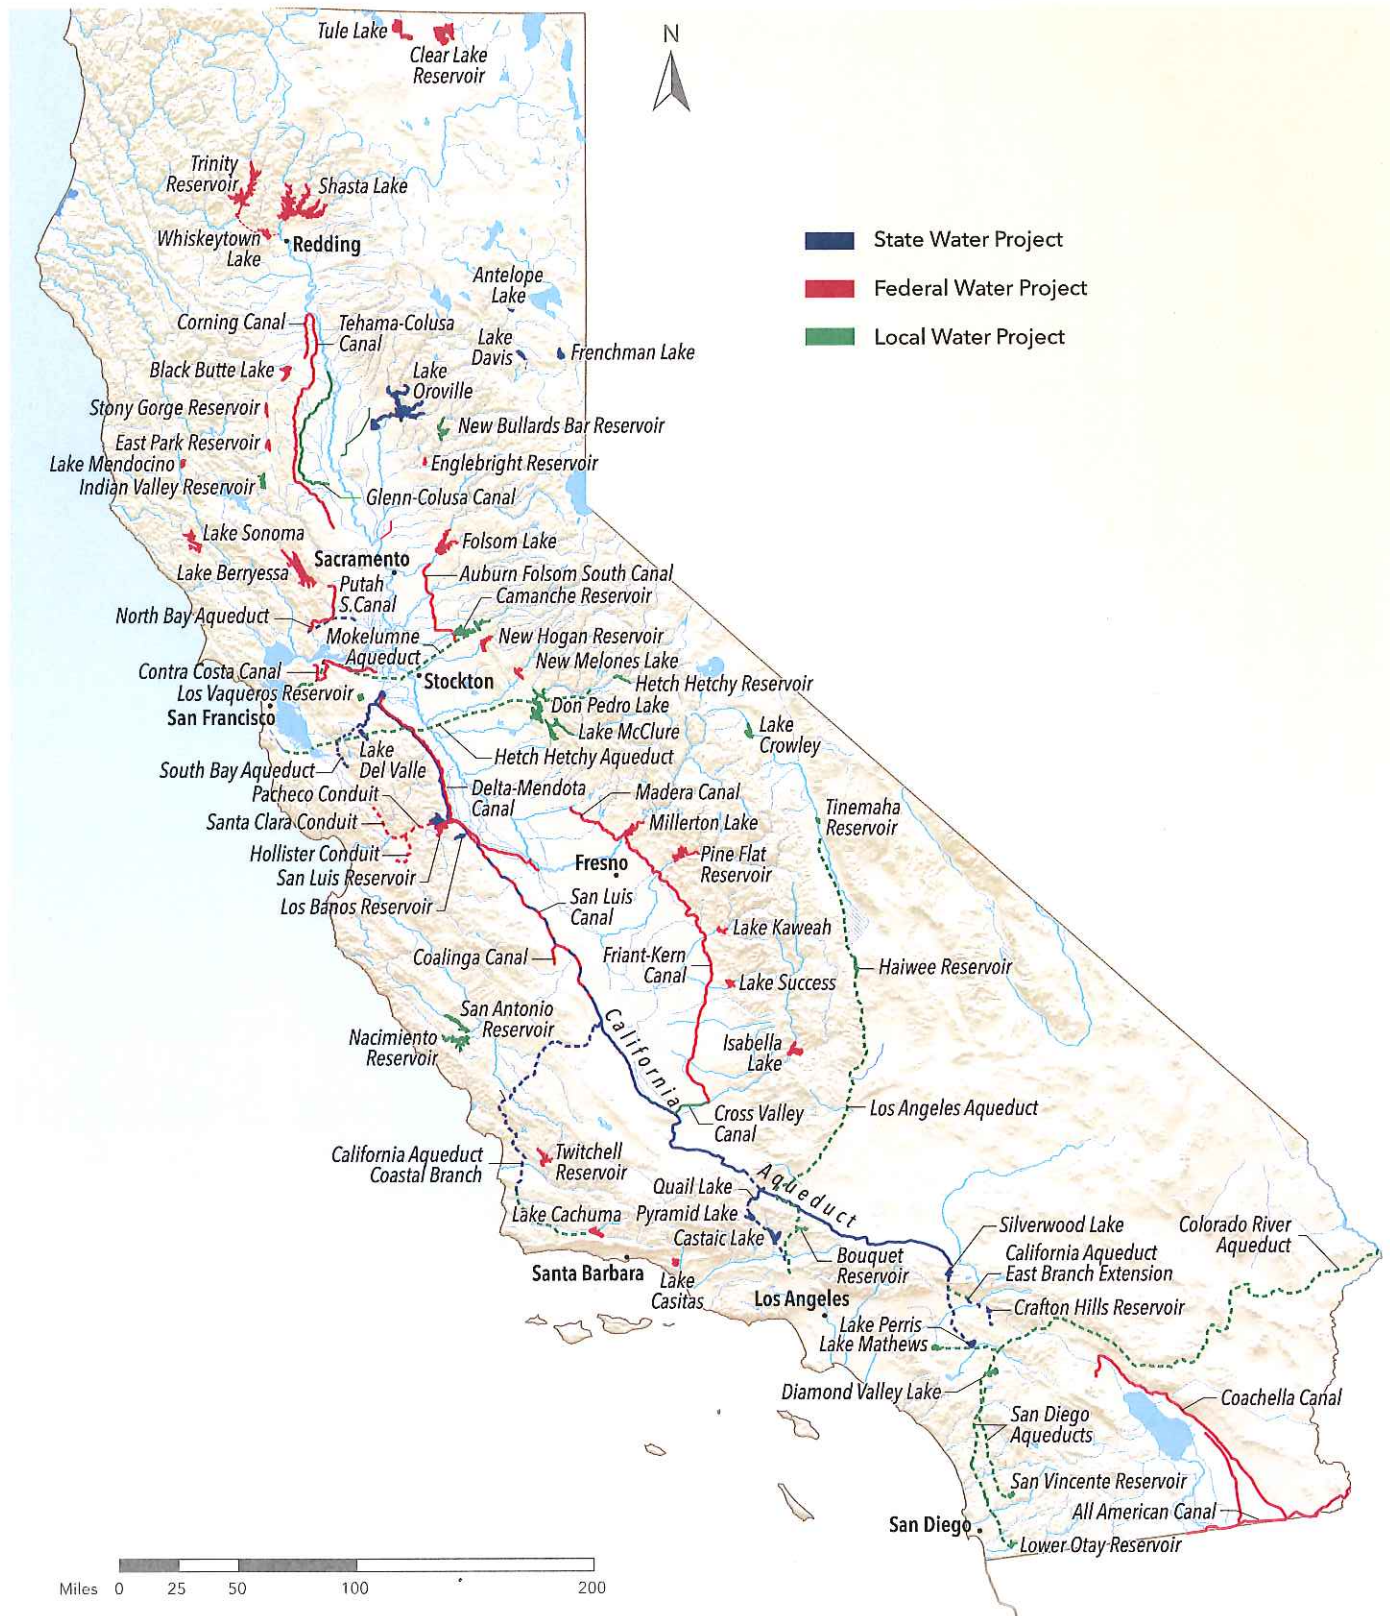 Tule Lake
Clear Lake
Reservoir
N
Trinity
Reservoir
Shasta Lake
Whiskeytown
Lake
Redding
State Water Project
Federal Water Project
Local Water Project
Antelope
Lake
Corning Canal
Tehama-Colusa
Canal
Lake
Davis
Frenchman Lake
Black Butte Lake
Lake
Oroville
Stony Gorge Reservoir
New Bullards Bar Reservoir
East Park Reservoir
Lake Mendocino
Englebright Reservoir
Indian Valley Reservoir
Glenn-Colusa Canal
Lake Sonoma
Folsom Lake
Sacramento
Lake Berryessa
Auburn Folsom South Canal
Putah
S.Canal
Camanche Reservoir
North Bay Aqueduct
Mokelumne
Aqueduct
New Hogan Reservoir
New Melones Lake
Contra Costa Canal
Stockton
Hetch Hetchy Reservoir
Los Vaqueros Reservoir
San Francisco
Don Pedro Lake
Lake McClure
Lake
Crowley
Lake
Del Valle
Hetch Hetchy Aqueduct
South Bay Aqueduct
Pacheco Conduit
Delta-Mendota
Canal
Madera Canal
Tinemaha
Reservoir
Santa Clara Conduit
Millerton Lake
Hollister Conduit
Fresno
Pine Flat
Reservoir
San Luis Reservoir
Los Banos Reservoir
San Luis
Canal
Lake Kaweah
Coalinga Canal
Friant-Kern
Canal
Haiwee Reservoir
Lake Success
San Antonio
Reservoir
Nacimiento
Reservoir
California
Isabella
Lake
Cross Valley
Canal
Los Angeles Aqueduct
California Aqueduct
Coastal Branch
Twitchell
Reservoir
Aqueduct
Quail Lake
Lake Cachuma
Pyramid Lake
Castaic Lake
Silverwood Lake
Colorado River
Aqueduct
California Aqueduct
East Branch Extension
Santa Barbara
Bouquet
Reservoir
Lake
Casitas
Los Angeles
Crafton Hills Reservoir
Lake Perris
Lake Mathews
Diamond Valley Lake
Coachella Canal
San Diego
Aqueducts
San Vincente Reservoir
All American Canal
San Diego
Lower Otay Reservoir
Miles 0 25 50 100 200